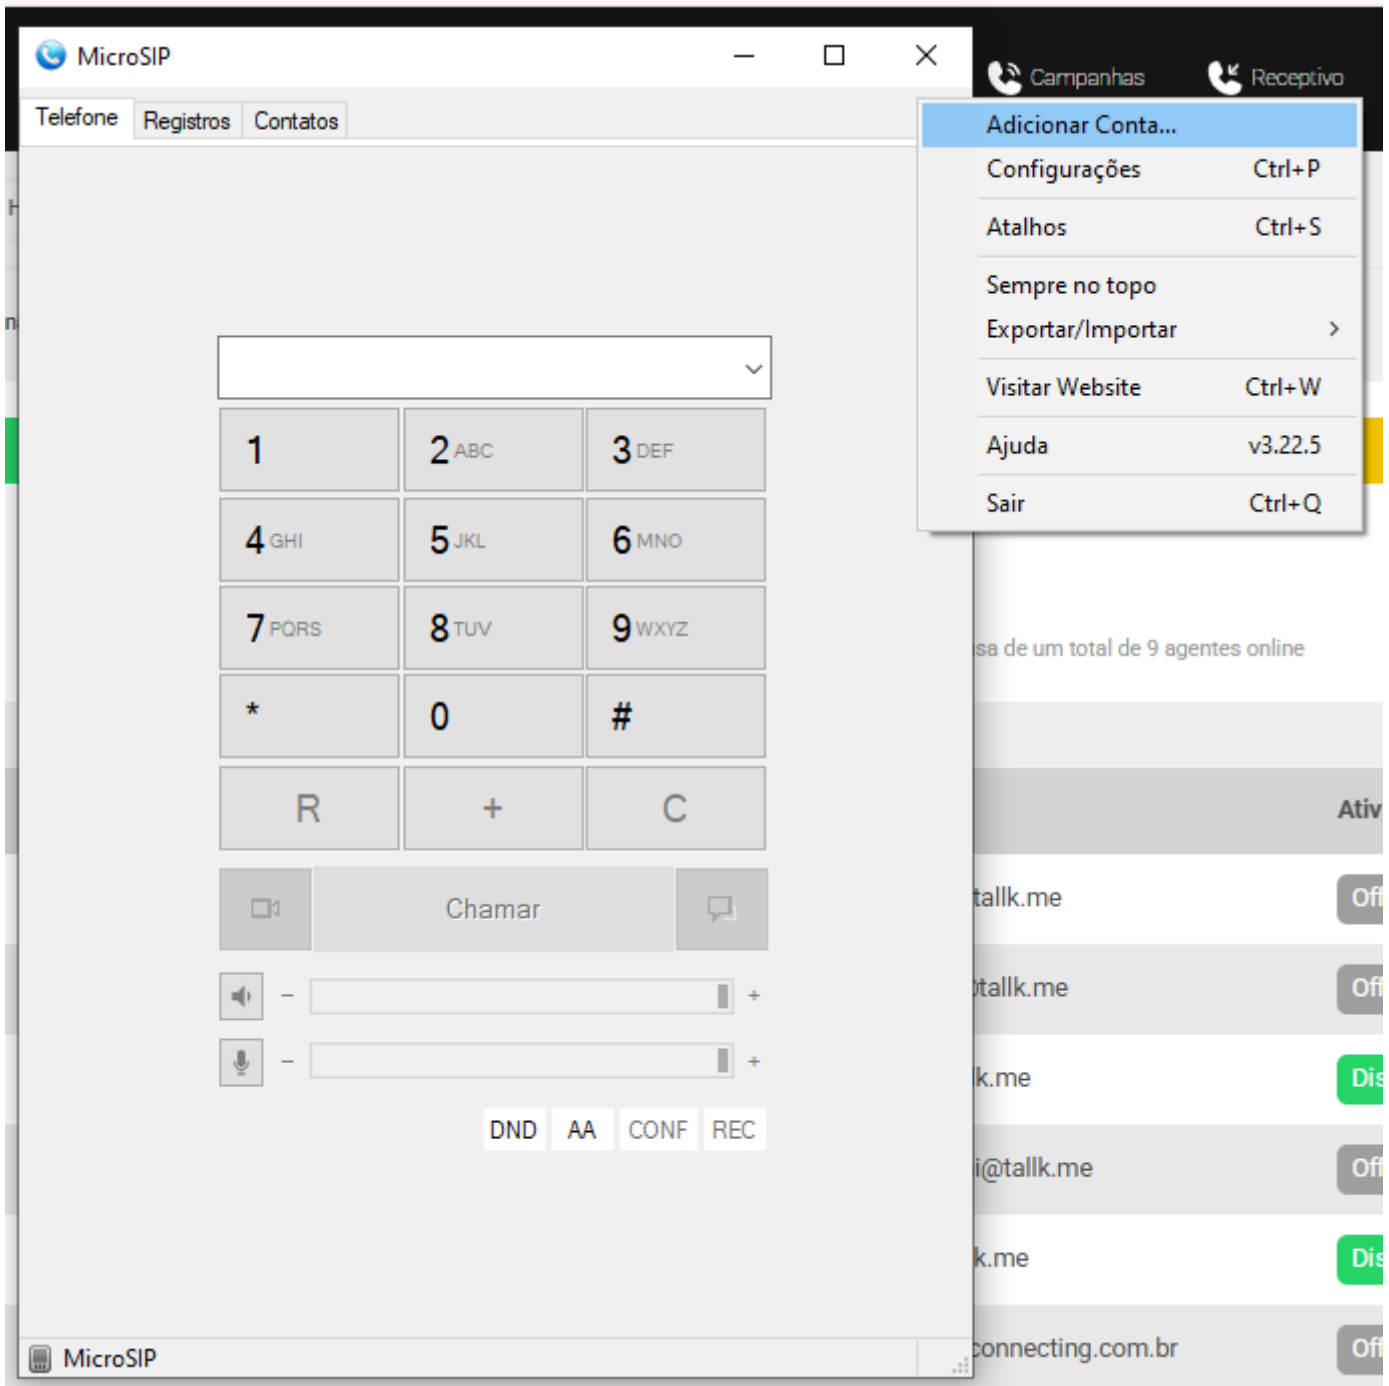 MicroSIP
Campanhas
Receptivo
Telefone
Registros
Contatos
Adicionar Conta...
Configurações Ctrl+P
Atalhos Ctrl+S
Sempre no topo
Exportar/Importar
Visitar Website Ctrl+W
Ajuda v3.22.5
Sair Ctrl+Q
1
2 ABC
3 DEF
4 GHI
5 JKL
6 MNO
7 PQRS
8 TUV
9 WXYZ
*
0
#
R
+
C
Chamar
- +
- +
DND AA CONF REC
MicroSIP
sa de um total de 9 agentes online
Ativ
tallk.me Off
@tallk.me Off
lk.me Dis
i@tallk.me Off
k.me Dis
connecting.com.br Off